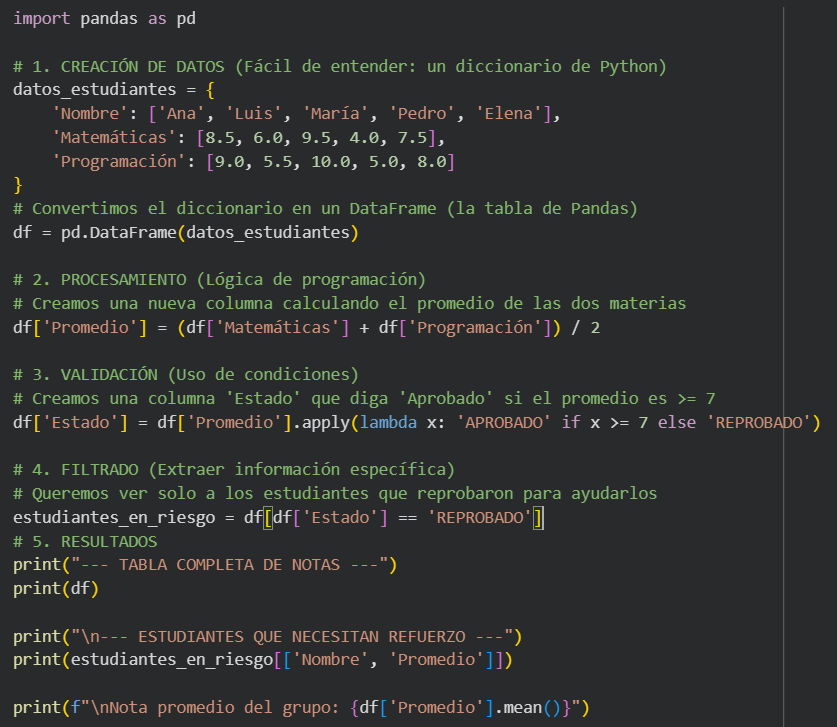 import pandas as pd
# 1. CREACIÓN DE DATOS (Fácil de entender: un diccionario de Python)
datos_estudiantes = {
    'Nombre': ['Ana', 'Luis', 'María', 'Pedro', 'Elena'],
    'Matemáticas': [8.5, 6.0, 9.5, 4.0, 7.5],
    'Programación': [9.0, 5.5, 10.0, 5.0, 8.0]
}
# Convertimos el diccionario en un DataFrame (la tabla de Pandas)
df = pd.DataFrame(datos_estudiantes)
# 2. PROCESAMIENTO (Lógica de programación)
# Creamos una nueva columna calculando el promedio de las dos materias
df['Promedio'] = (df['Matemáticas'] + df['Programación']) / 2
# 3. VALIDACIÓN (Uso de condiciones)
# Creamos una columna 'Estado' que diga 'Aprobado' si el promedio es >= 7
df['Estado'] = df['Promedio'].apply(lambda x: 'APROBADO' if x >= 7 else 'REPROBADO')
# 4. FILTRADO (Extraer información específica)
# Queremos ver solo a los estudiantes que reprobaron para ayudarlos
estudiantes_en_riesgo = df[df['Estado'] == 'REPROBADO']
# 5. RESULTADOS
print("--- TABLA COMPLETA DE NOTAS ---")
print(df)
print("\n--- ESTUDIANTES QUE NECESITAN REFUERZO ---")
print(estudiantes_en_riesgo[['Nombre', 'Promedio']])
print(f"\nNota promedio del grupo: {df['Promedio'].mean()}")